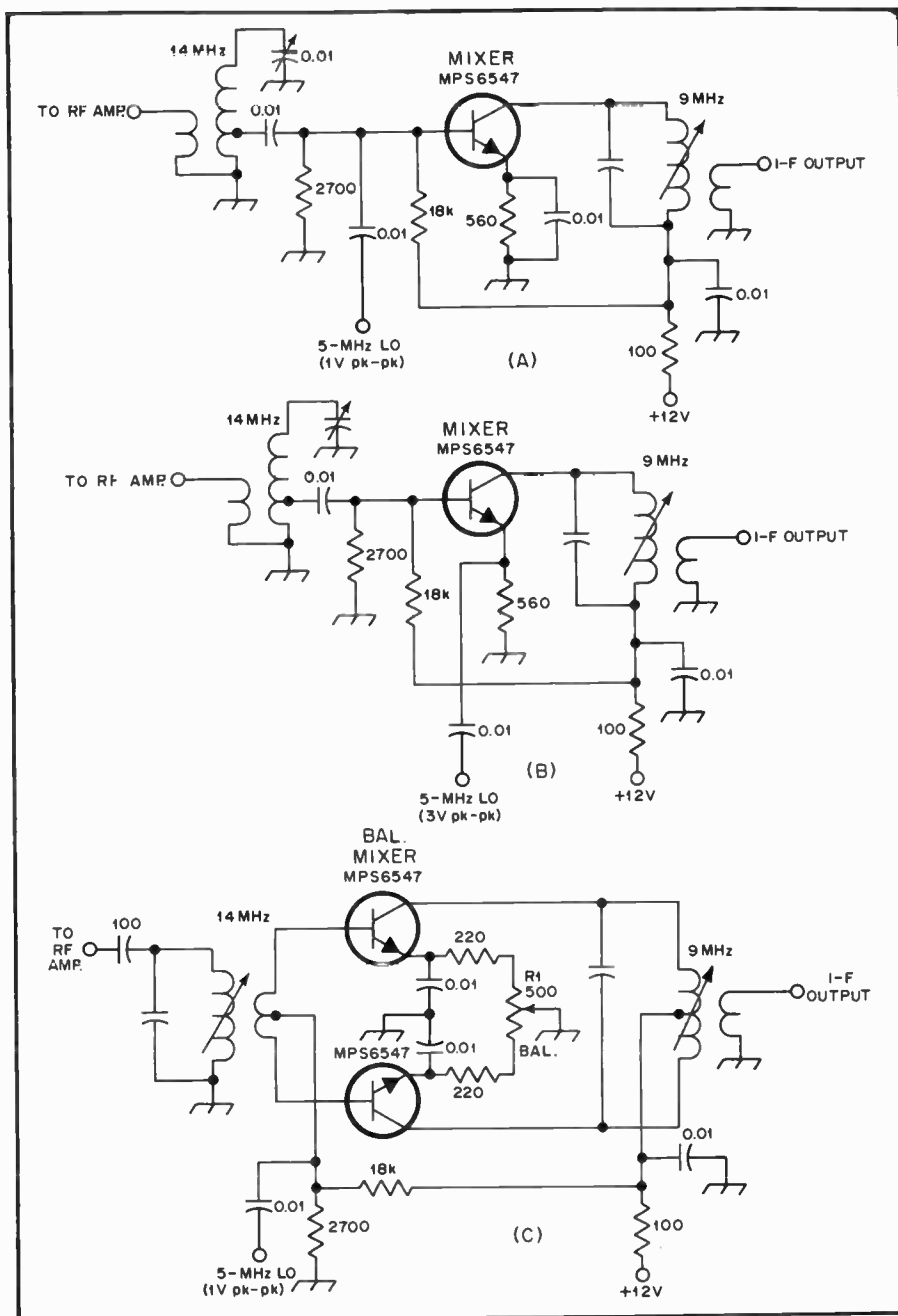 14 MHz
0.01
MIXER
MPS6547
9 MHz
TO RF AMP.
0.01
I-F OUTPUT
2700
18k
0.01
560
0.01
0.01
5-MHz LO
(1V pk-pk)
(A)
100
+12V
14 MHz
MIXER
MPS6547
9 MHz
TO RF AMP.
0.01
I-F OUTPUT
2700
18k
560
0.01
0.01
100
5-MHz LO
(3V pk-pk)
(B)
+12V
BAL.
MIXER
MPS6547
TO
RF
AMP.
100
14 MHz
220
9 MHz
0.01
R1
500
I-F
OUTPUT
MPS6547
0.01
BAL.
220
0.01
18k
0.01
2700
100
5-MHz LO
(1V pk-pk)
(C)
+12V